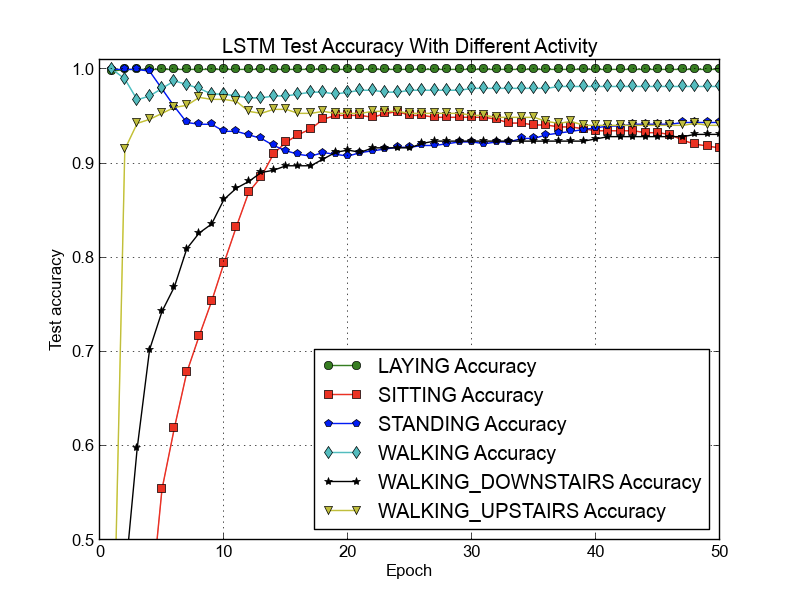 LSTM Test Accuracy With Different Activity
1.0
0.9
0.8
0.7
0.6
0.5
Test accuracy
LAYING Accuracy
SITTING Accuracy
STANDING Accuracy
WALKING Accuracy
WALKING_DOWNSTAIRS Accuracy
WALKING_UPSTAIRS Accuracy
0 10 20 30 40 50
Epoch